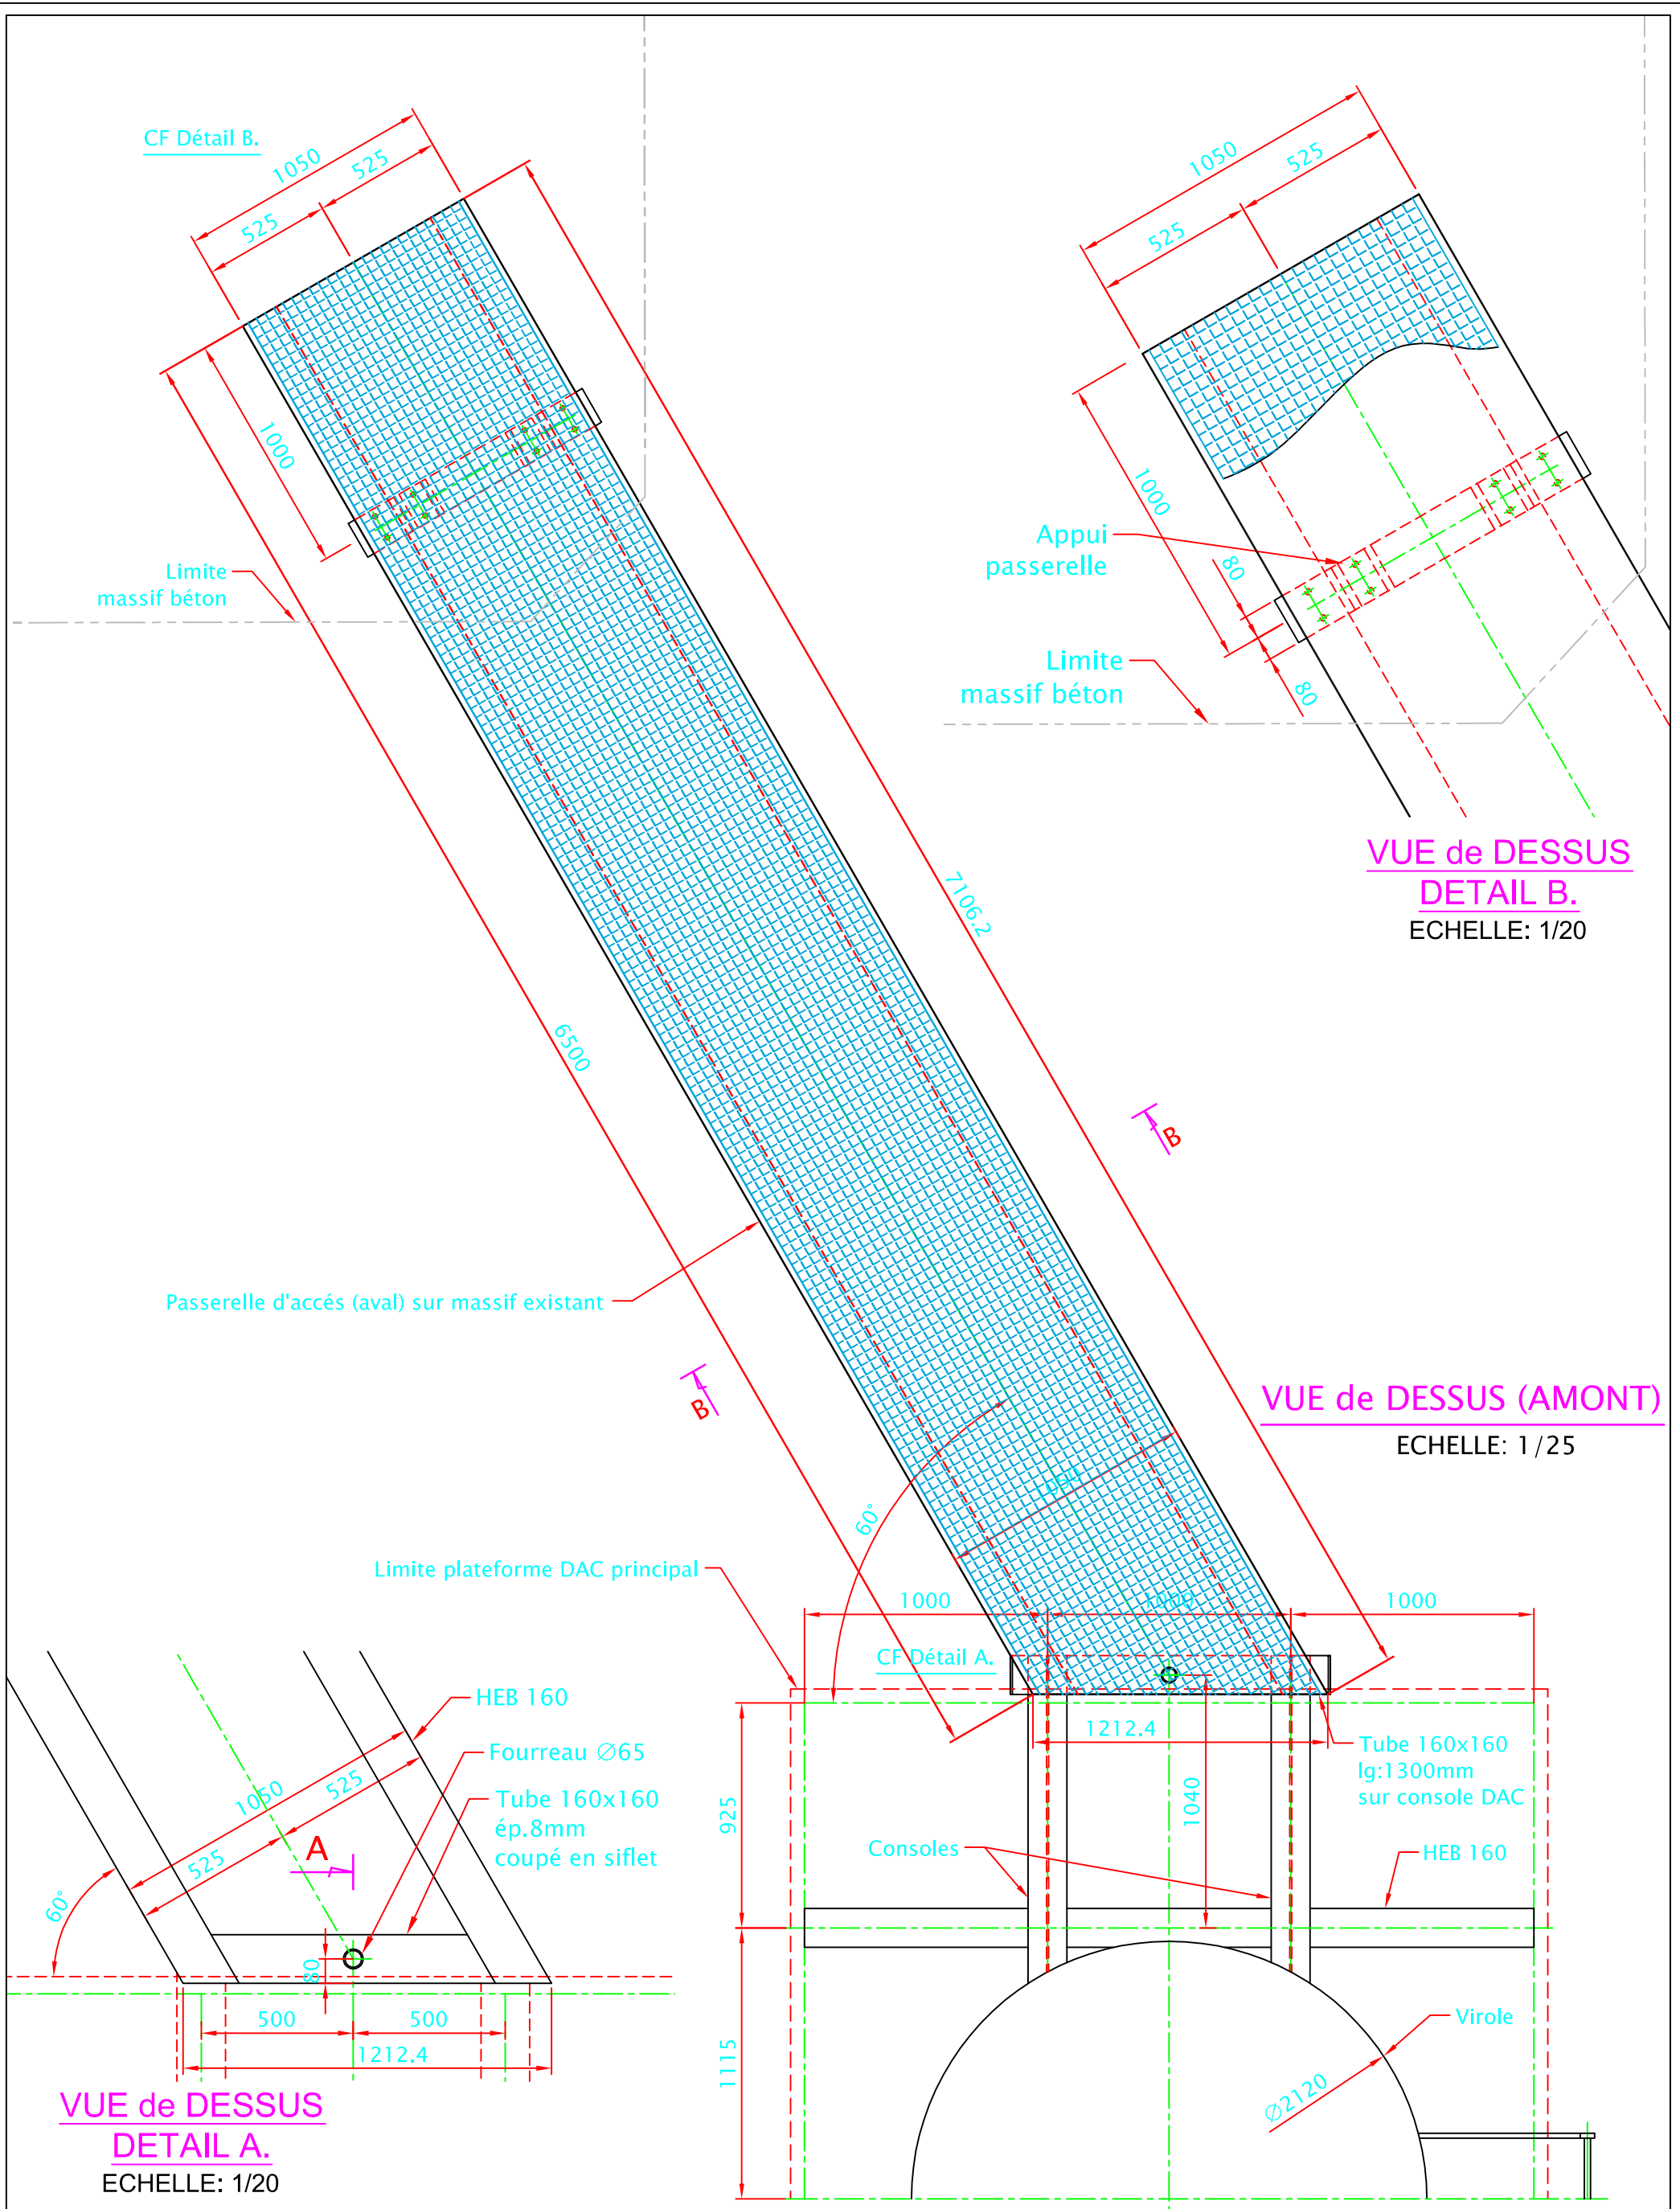 CF Détail B.
1050
525
525
1000
Limite
massif béton
6500
7106.2
B
B
Passerelle d'accés (aval) sur massif existant
1050
525
525
1000
Appui
passerelle
80
80
Limite
massif béton
VUE de DESSUS
DETAIL B.
ECHELLE: 1/20
VUE de DESSUS (AMONT)
ECHELLE: 1/25
60°
1050
Limite plateforme DAC principal
1000
1000
1000
CF Détail A.
1212.4
Tube 160x160
lg:1300mm
sur console DAC
925
1040
Consoles
HEB 160
1115
Virole
∅2120
HEB 160
Fourreau ∅65
Tube 160x160
ép.8mm
coupé en siflet
1050
525
525
A
60°
80
500
500
1212.4
VUE de DESSUS
DETAIL A.
ECHELLE: 1/20